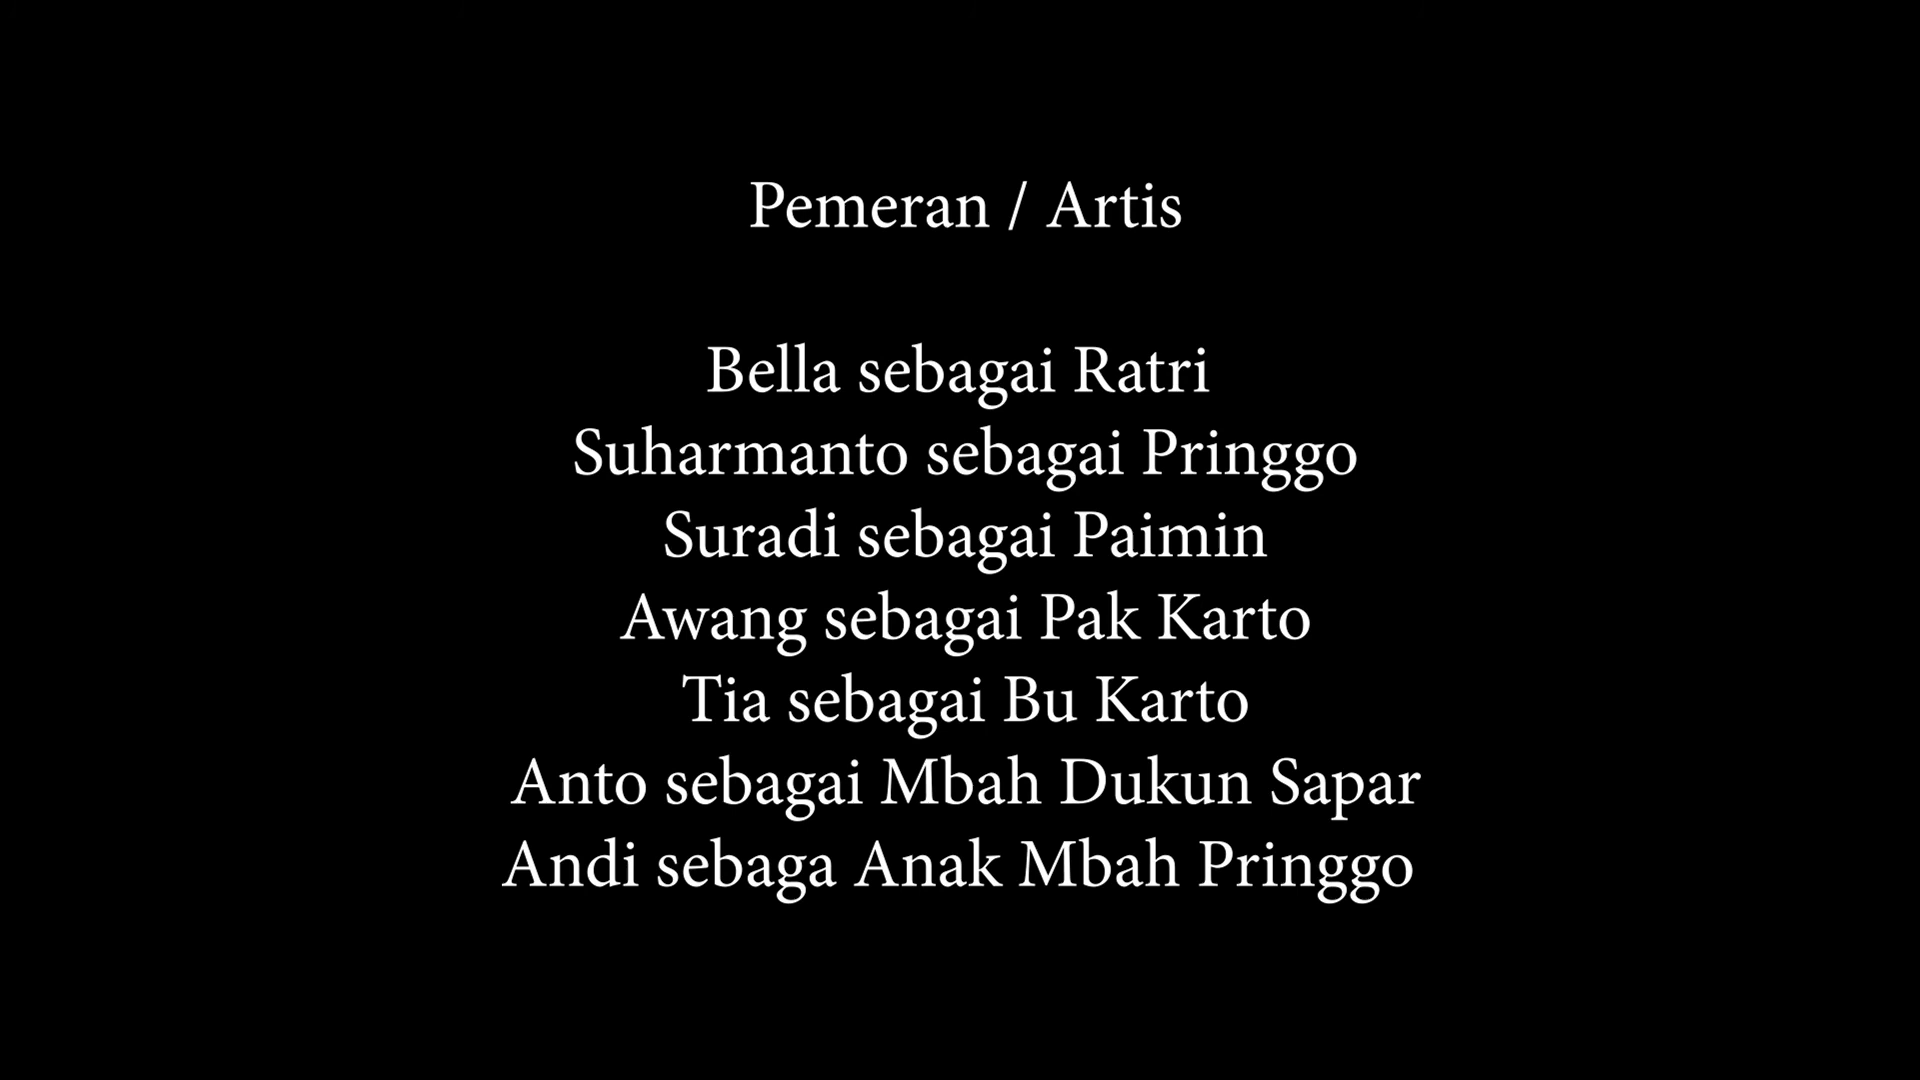 Pemeran / Artis
Bella sebagai Ratri
Suharmanto sebagai Pringgo
Suradi sebagai Paimin
Awang sebagai Pak Karto
Tia sebagai Bu Karto
Anto sebagai Mbah Dukun Sapar
Andi sebaga Anak Mbah Pringgo